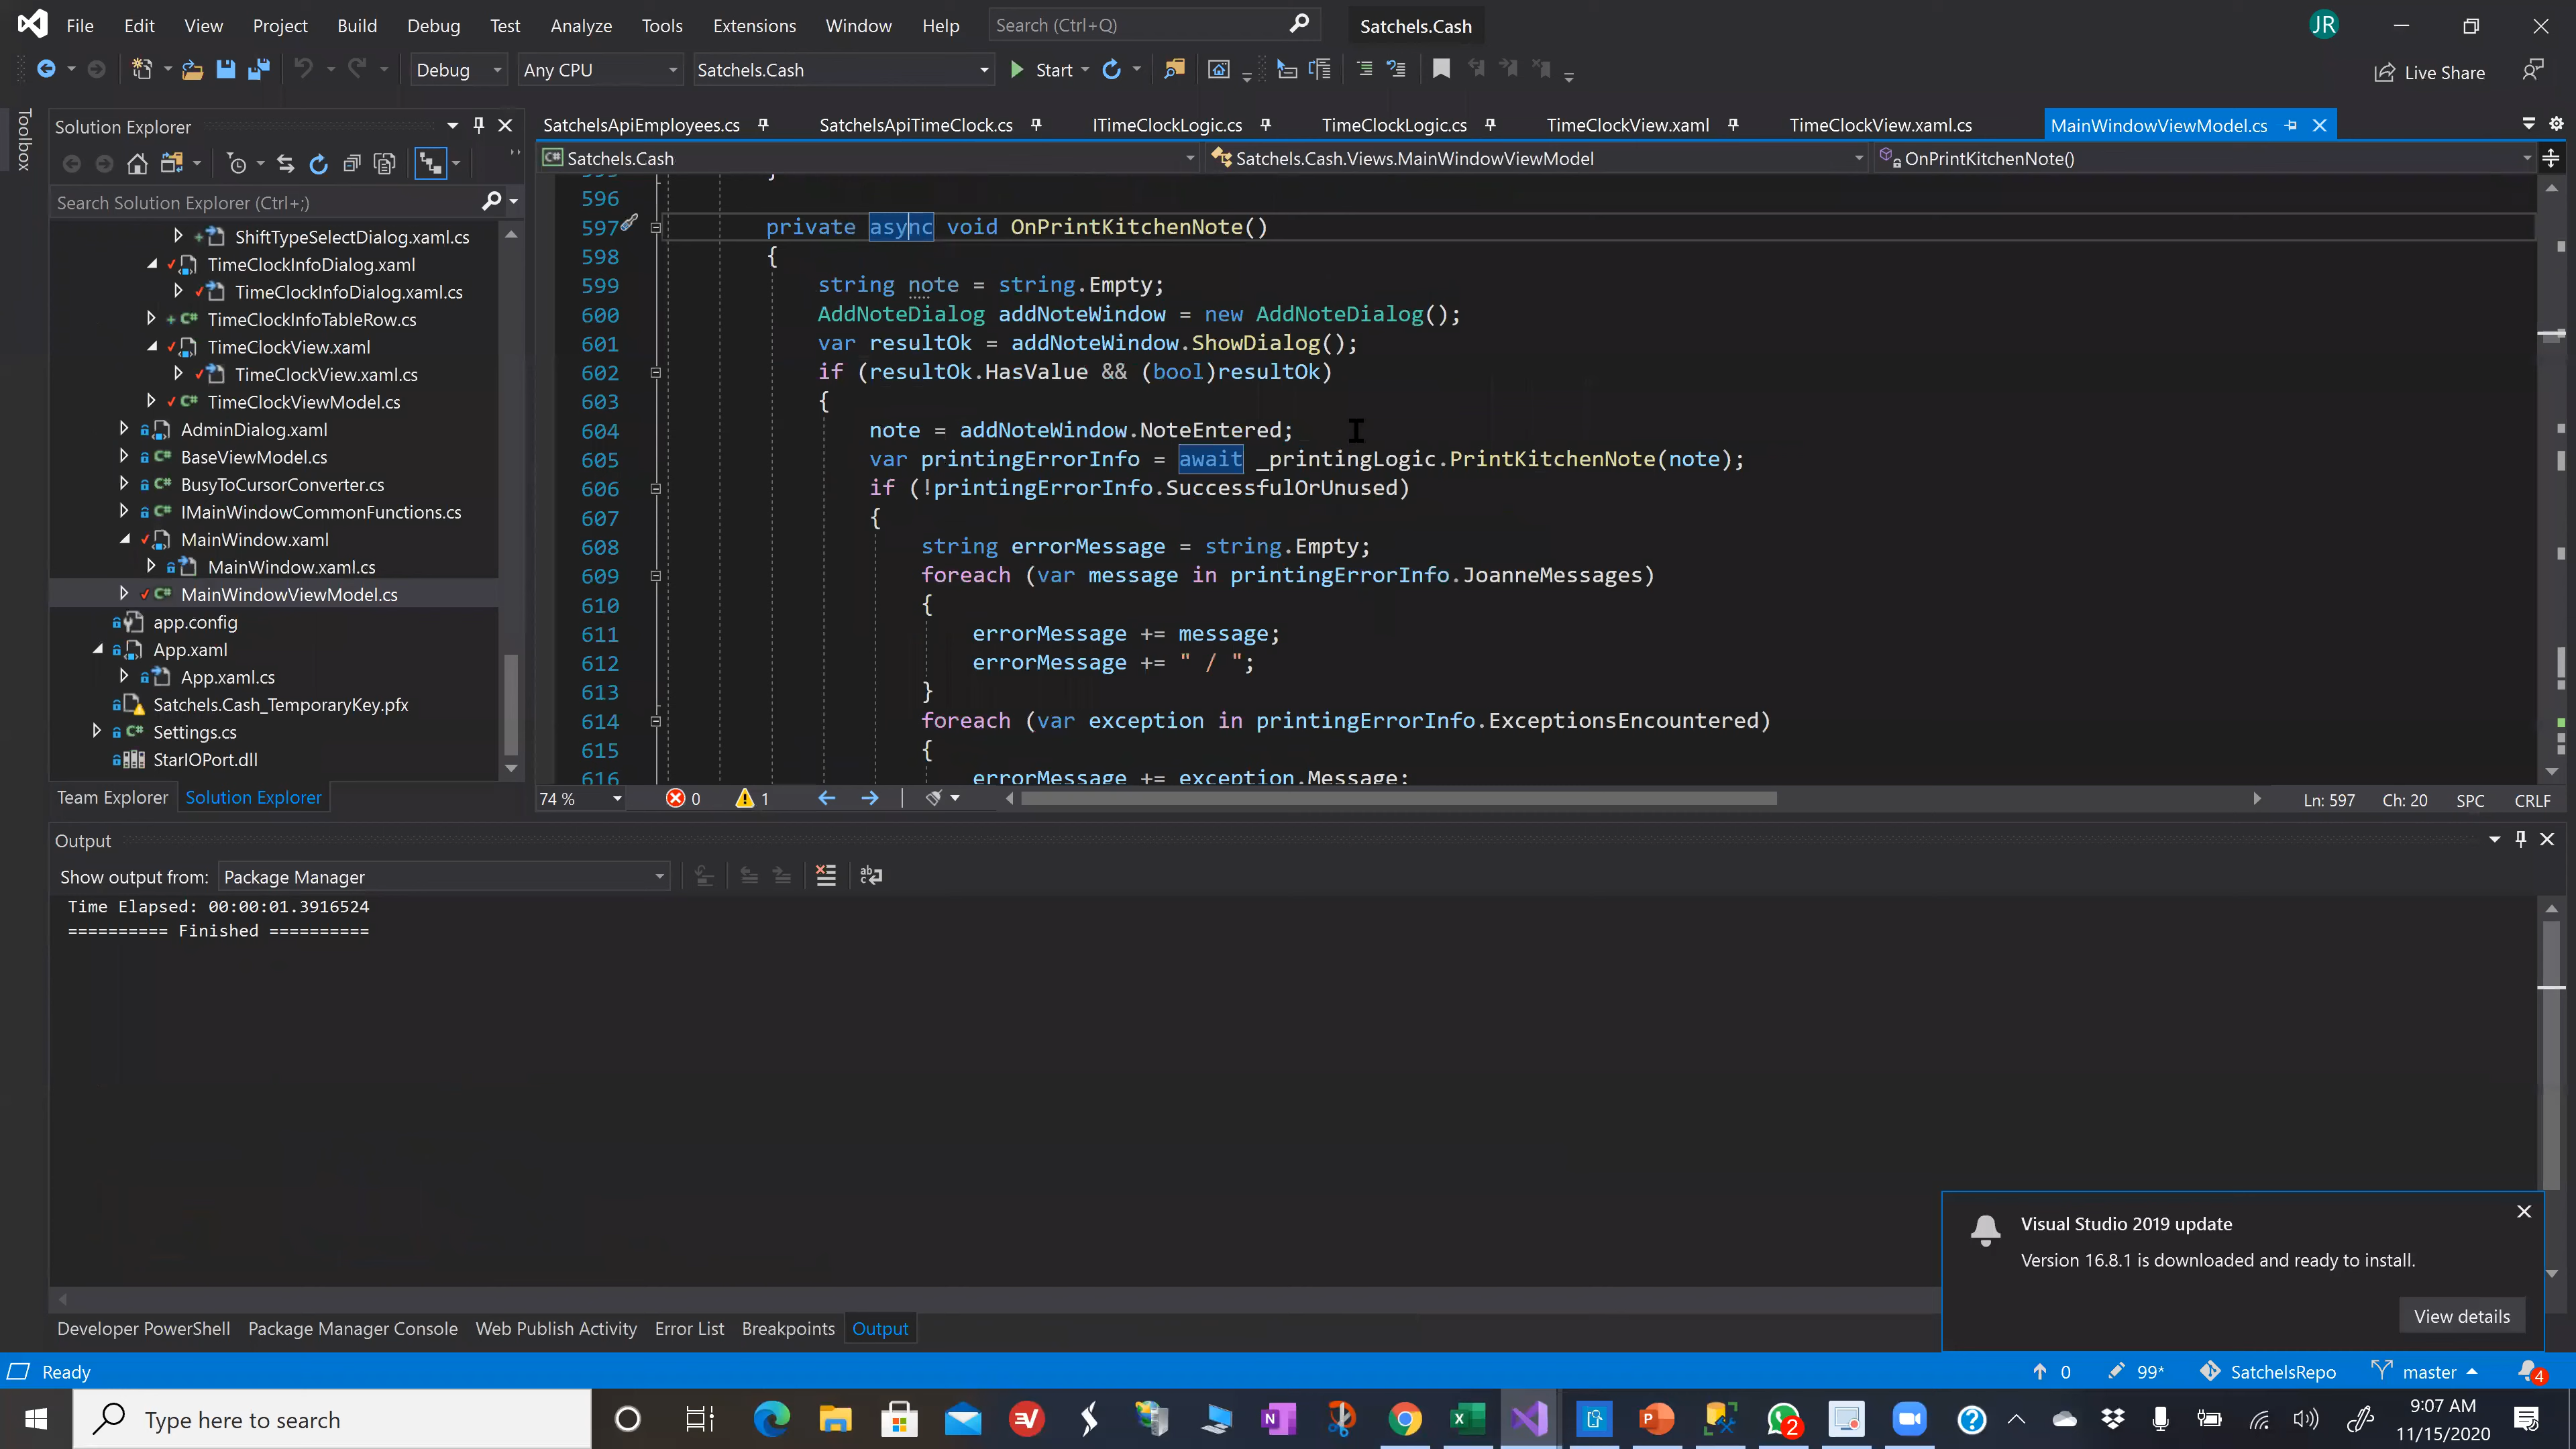 File Edit View Project Build Debug Test Analyze Tools Extensions Window Help Search (Ctrl+Q) Satchels.Cash JR
Debug Any CPU Satchels.Cash Start Live Share
Toolbox
Solution Explorer
Search Solution Explorer (Ctrl+;)
ShiftTypeSelectDialog.xaml.cs
TimeClockInfoDialog.xaml
TimeClockInfoDialog.xaml.cs
TimeClockInfoTableRow.cs
TimeClockView.xaml
TimeClockView.xaml.cs
TimeClockViewModel.cs
AdminDialog.xaml
BaseViewModel.cs
BusyToCursorConverter.cs
IMainWindowCommonFunctions.cs
MainWindow.xaml
MainWindow.xaml.cs
MainWindowViewModel.cs
app.config
App.xaml
App.xaml.cs
Satchels.Cash_TemporaryKey.pfx
Settings.cs
StarIOPort.dll
Team Explorer Solution Explorer
SatchelsApiEmployees.cs SatchelsApiTimeClock.cs ITimeClockLogic.cs TimeClockLogic.cs TimeClockView.xaml TimeClockView.xaml.cs MainWindowViewModel.cs
Satchels.Cash Satchels.Cash.Views.MainWindowViewModel OnPrintKitchenNote()
596
597 private async void OnPrintKitchenNote()
598 {
599 string note = string.Empty;
600 AddNoteDialog addNoteWindow = new AddNoteDialog();
601 var resultOk = addNoteWindow.ShowDialog();
602 if (resultOk.HasValue && (bool)resultOk)
603 {
604 note = addNoteWindow.NoteEntered;
605 var printingErrorInfo = await _printingLogic.PrintKitchenNote(note);
606 if (!printingErrorInfo.SuccessfulOrUnused)
607 {
608 string errorMessage = string.Empty;
609 foreach (var message in printingErrorInfo.JoanneMessages)
610 {
611 errorMessage += message;
612 errorMessage += " / ";
613 }
614 foreach (var exception in printingErrorInfo.ExceptionsEncountered)
615 {
616 errorMessage += exception.Message;
74 % 0 1 Ln: 597 Ch: 20 SPC CRLF
Output
Show output from: Package Manager
Time Elapsed: 00:00:01.3916524
========== Finished ==========
Visual Studio 2019 update
Version 16.8.1 is downloaded and ready to install.
View details
Developer PowerShell Package Manager Console Web Publish Activity Error List Breakpoints Output
Ready 0 99* SatchelsRepo master 4
Type here to search 2 9:07 AM
11/15/2020